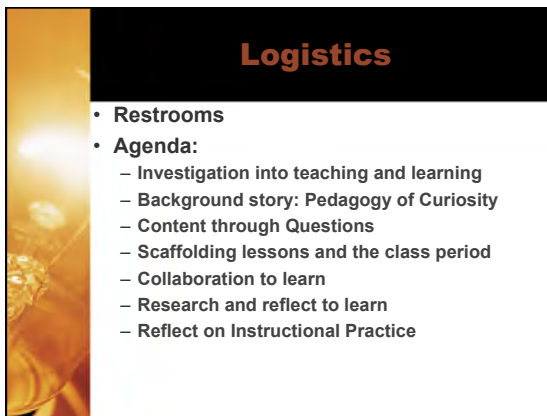 Logistics
• Restrooms
• Agenda:
– Investigation into teaching and learning
– Background story: Pedagogy of Curiosity
– Content through Questions
– Scaffolding lessons and the class period
– Collaboration to learn
– Research and reflect to learn
– Reflect on Instructional Practice